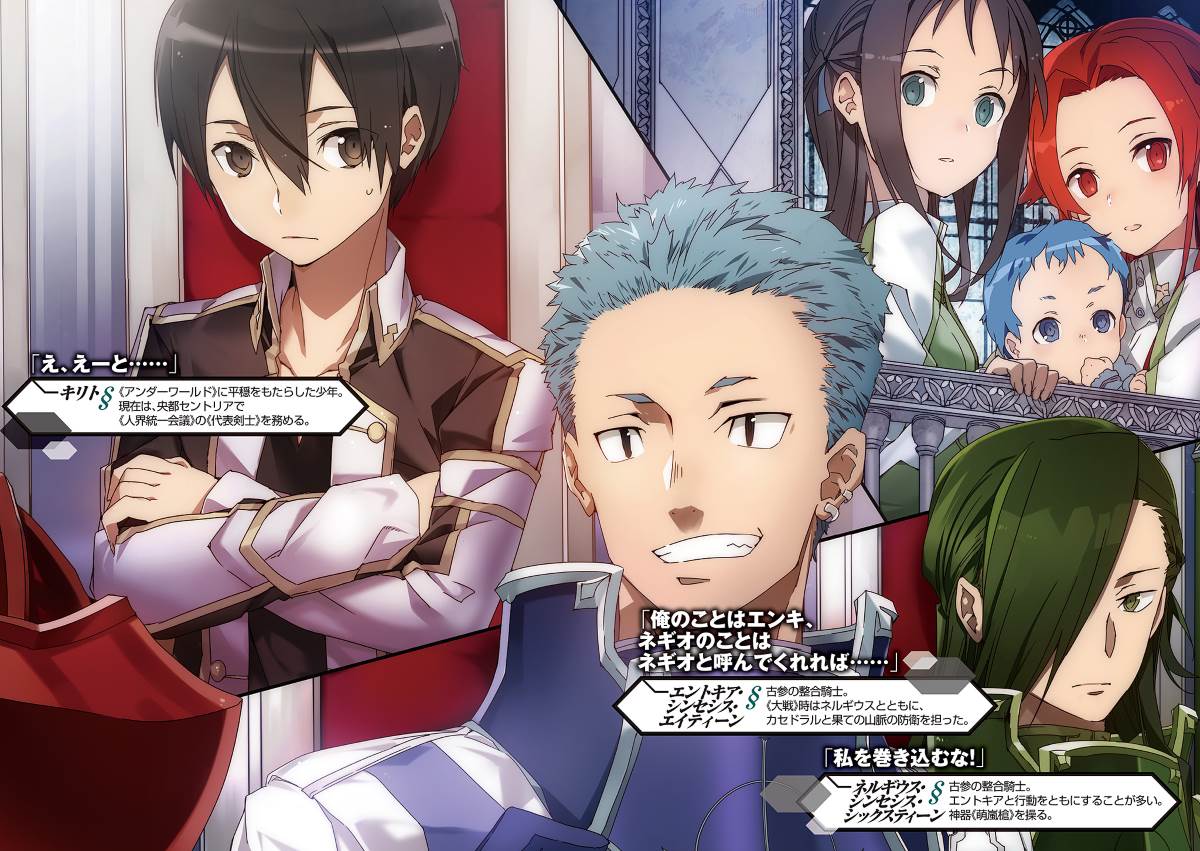 「え、えーと……」
キリト§
《アンダーワールド》に平穏をもたらした少年。
現在は、央都セントリアで
《人界統一会議》の《代表剣士》を務める。
「俺のことはエンキ、
ネギオのことは
ネギオと呼んでくれれば……」
エントキア・
シンセシス・
エイティーン§
古参の整合騎士。
《大戦》時はネルギウスとともに、
カセドラルと果ての山脈の防衛を担った。
「私を巻き込むな!」
ネルギウス・
シンセシス・
シックスティーン§
古参の整合騎士。
エントキアと行動をともにすることが多い。
神器《萌嵐槍》を操る。